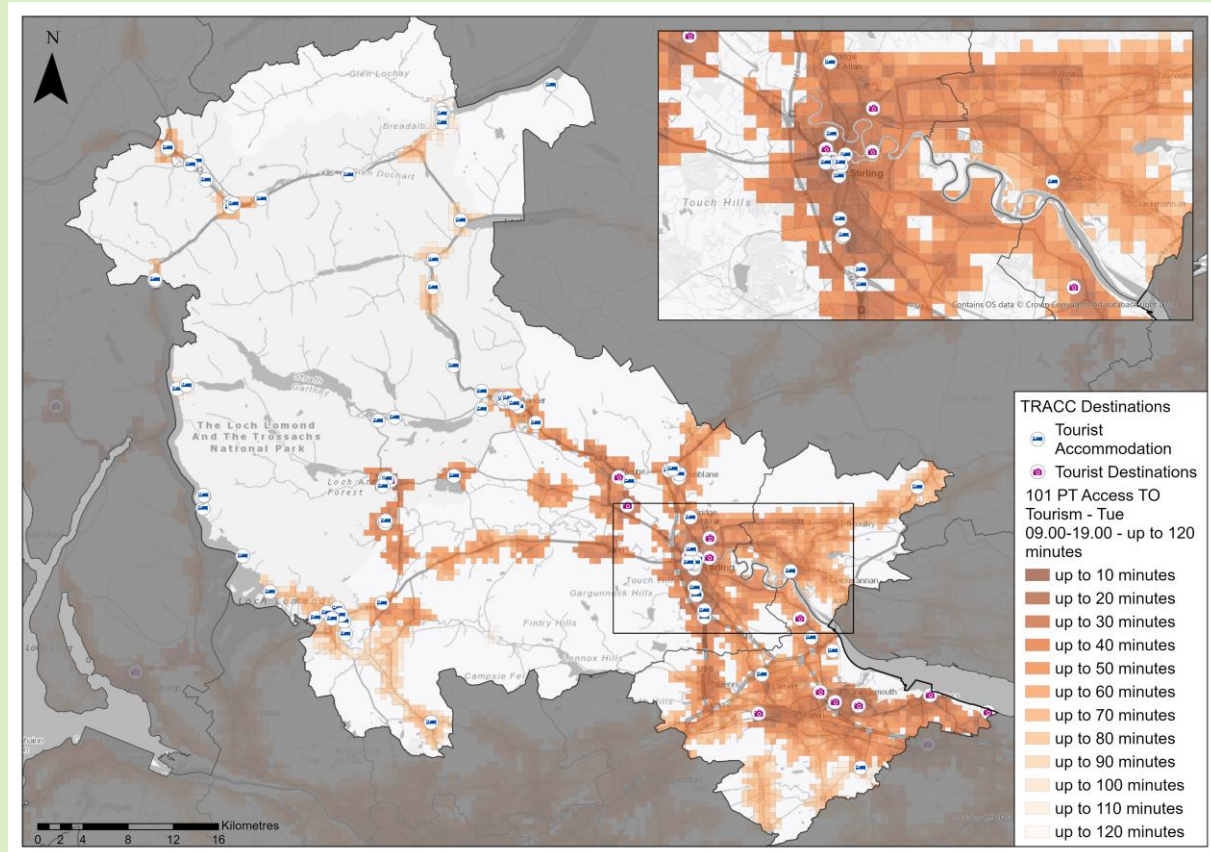 N
Glen Lochay
Breadalb
The Loch Lomond
And The Trossachs
National Park
Strath
Gartney
Forest
Touch Hills
Gargunnock Hills
Fintry Hills
Lennox Hills
Campsie Fe
Stirling
Touch Hills
Stirling
Clackmannan
Contains OS data © Crown Copyright and database right
TRACC Destinations
Tourist
Accommodation
Tourist Destinations
101 PT Access TO
Tourism - Tue
09.00-19.00 - up to 120
minutes
up to 10 minutes
up to 20 minutes
up to 30 minutes
up to 40 minutes
up to 50 minutes
up to 60 minutes
up to 70 minutes
up to 80 minutes
up to 90 minutes
up to 100 minutes
up to 110 minutes
up to 120 minutes
Kilometres
0 2 4 8 12 16